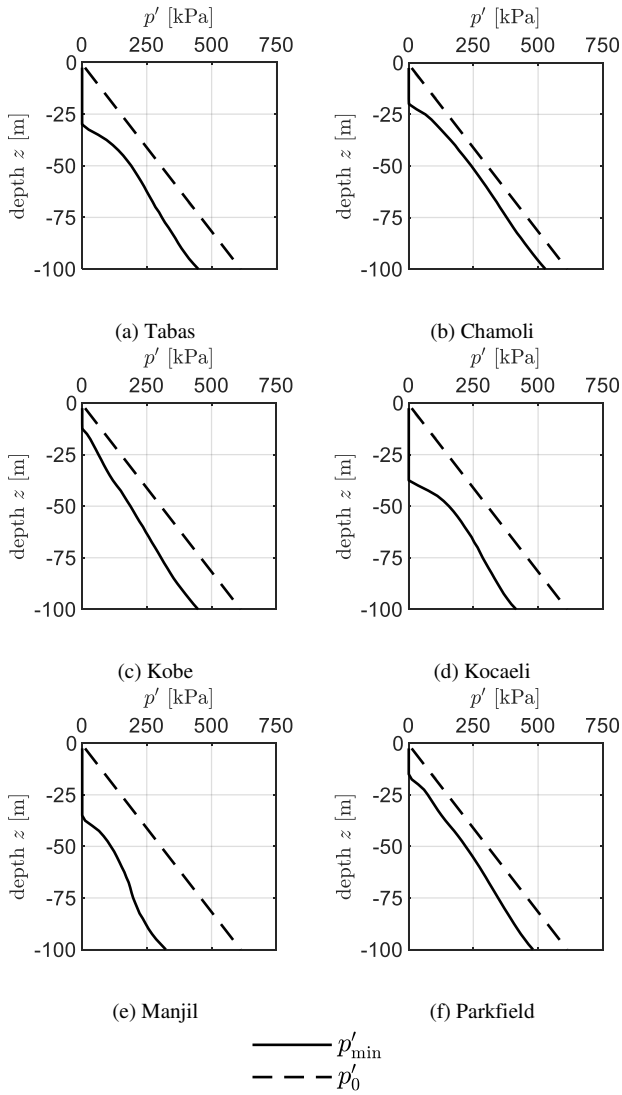 p′ [kPa] p′ [kPa]
0 250 500 750 0 250 500 750
0 0
-25 -25
-50 -50
-75 -75
-100 -100
depth z [m] depth z [m]
(a) Tabas (b) Chamoli
p′ [kPa] p′ [kPa]
0 250 500 750 0 250 500 750
0 0
-25 -25
-50 -50
-75 -75
-100 -100
depth z [m] depth z [m]
(c) Kobe (d) Kocaeli
p′ [kPa] p′ [kPa]
0 250 500 750 0 250 500 750
0 0
-25 -25
-50 -50
-75 -75
-100 -100
depth z [m] depth z [m]
(e) Manjil (f) Parkfield
p′min
p′0